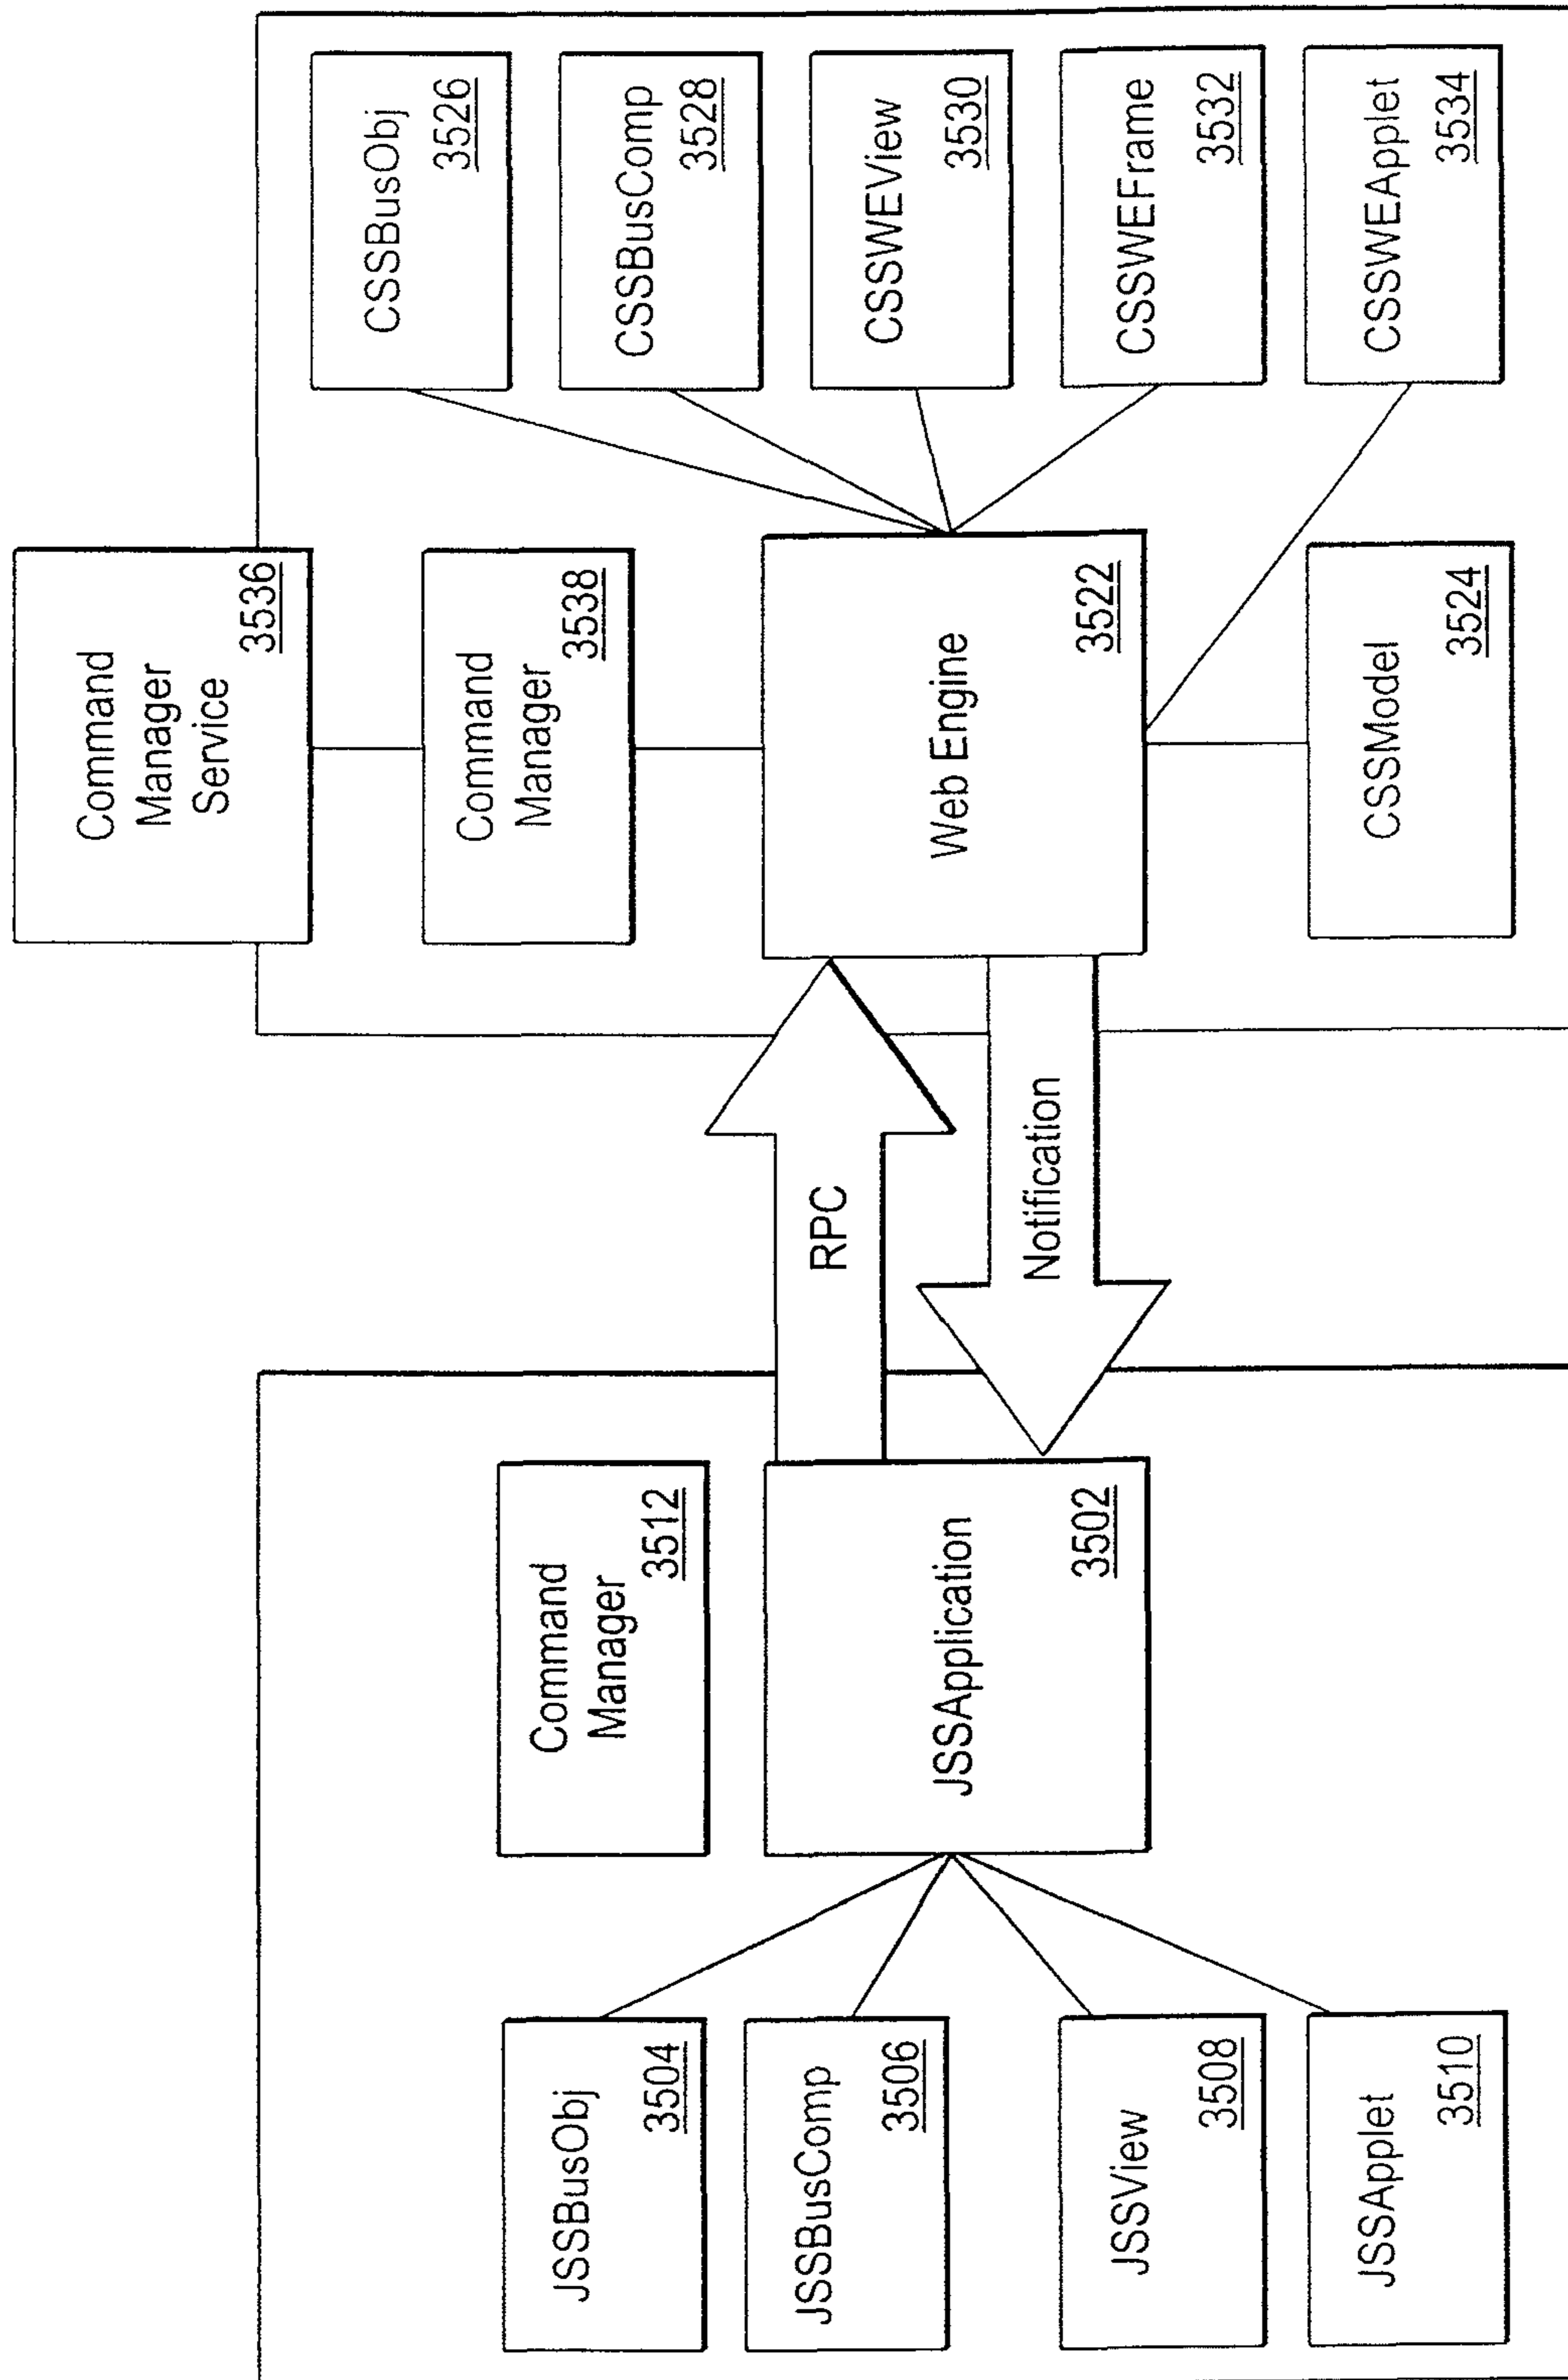 Command
Manager
Service
3536
Command
Manager
3538
Command
Manager
3512
CSSBusObj
3526
CSSBusComp
3528
CSSWEView
3530
CSSWEFrame
3532
CSSWEApplet
3534
Web Engine
3522
CSSModel
3524
RPC
Notification
JSSApplication
3502
JSSBusObj
3504
JSSBusComp
3506
JSSView
3508
JSSApplet
3510